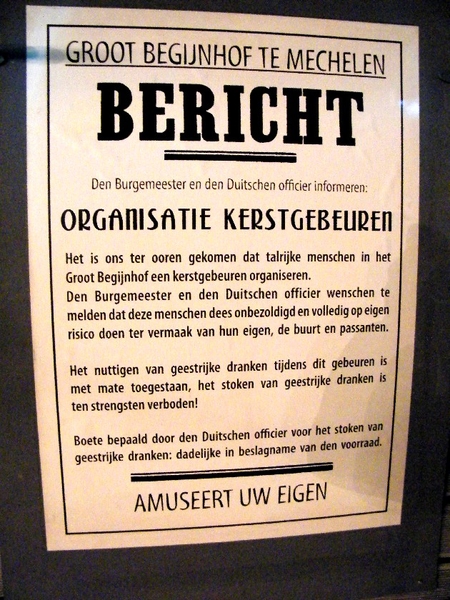 GROOT BEGIJNHOF TE MECHELEN
BERICHT
Den Burgemeester en den Duitschen officier informeren:
ORGANISATIE KERSTGEBEUREN
Het is ons ter ooren gekomen dat talrijke menschen in het
Groot Begijnhof een kerstgebeuren organiseren.
Den Burgemeester en den Duitschen officier wenschen te
melden dat deze menschen dees onbezoldigd en volledig op eigen
risico doen ter vermaak van hun eigen, de buurt en passanten.
Het nuttigen van geestrijke dranken tijdens dit gebeuren is
met mate toegestaan, het stoken van geestrijke dranken is
ten strengsten verboden!
Boete bepaald door den Duitschen officier voor het stoken van
geestrijke dranken: dadelijke in beslagname van den voorraad.
AMUSEERT UW EIGEN